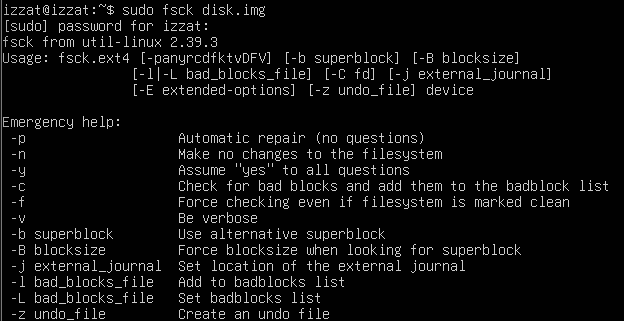 izzat@izzat:~$ sudo fsck disk.img
[sudo] password for izzat:
fsck from util-linux 2.39.3
Usage: fsck.ext4 [-panyrcdfktvDFV] [-b superblock] [-B blocksize]
                [-l|-L bad_blocks_file] [-C fd] [-j external_journal]
                [-E extended-options] [-z undo_file] device

Emergency help:
 -p                   Automatic repair (no questions)
 -n                   Make no changes to the filesystem
 -y                   Assume "yes" to all questions
 -c                   Check for bad blocks and add them to the badblock list
 -f                   Force checking even if filesystem is marked clean
 -v                   Be verbose
 -b superblock        Use alternative superblock
 -B blocksize         Force blocksize when looking for superblock
 -j external_journal  Set location of the external journal
 -l bad_blocks_file   Add to badblocks list
 -L bad_blocks_file   Set badblocks list
 -z undo_file         Create an undo file